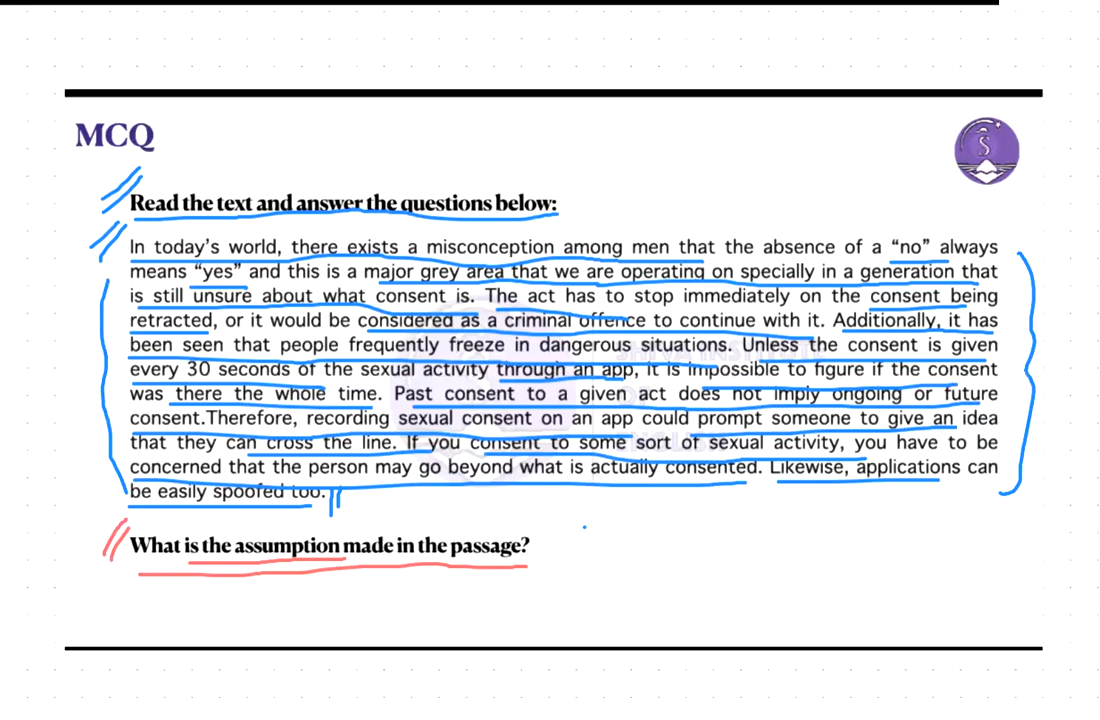 MCQ
S
Read the text and answer the questions below:
In today's world, there exists a misconception among men that the absence of a “no” always
means “yes” and this is a major grey area that we are operating on specially in a generation that
is still unsure about what consent is. The act has to stop immediately on the consent being
retracted, or it would be considered as a criminal offence to continue with it. Additionally, it has
been seen that people frequently freeze in dangerous situations. Unless the consent is given
every 30 seconds of the sexual activity through an app, it is impossible to figure if the consent
was there the whole time. Past consent to a given act does not imply ongoing or future
consent.Therefore, recording sexual consent on an app could prompt someone to give an idea
that they can cross the line. If you consent to some sort of sexual activity, you have to be
concerned that the person may go beyond what is actually consented. Likewise, applications can
be easily spoofed too.
What is the assumption made in the passage?